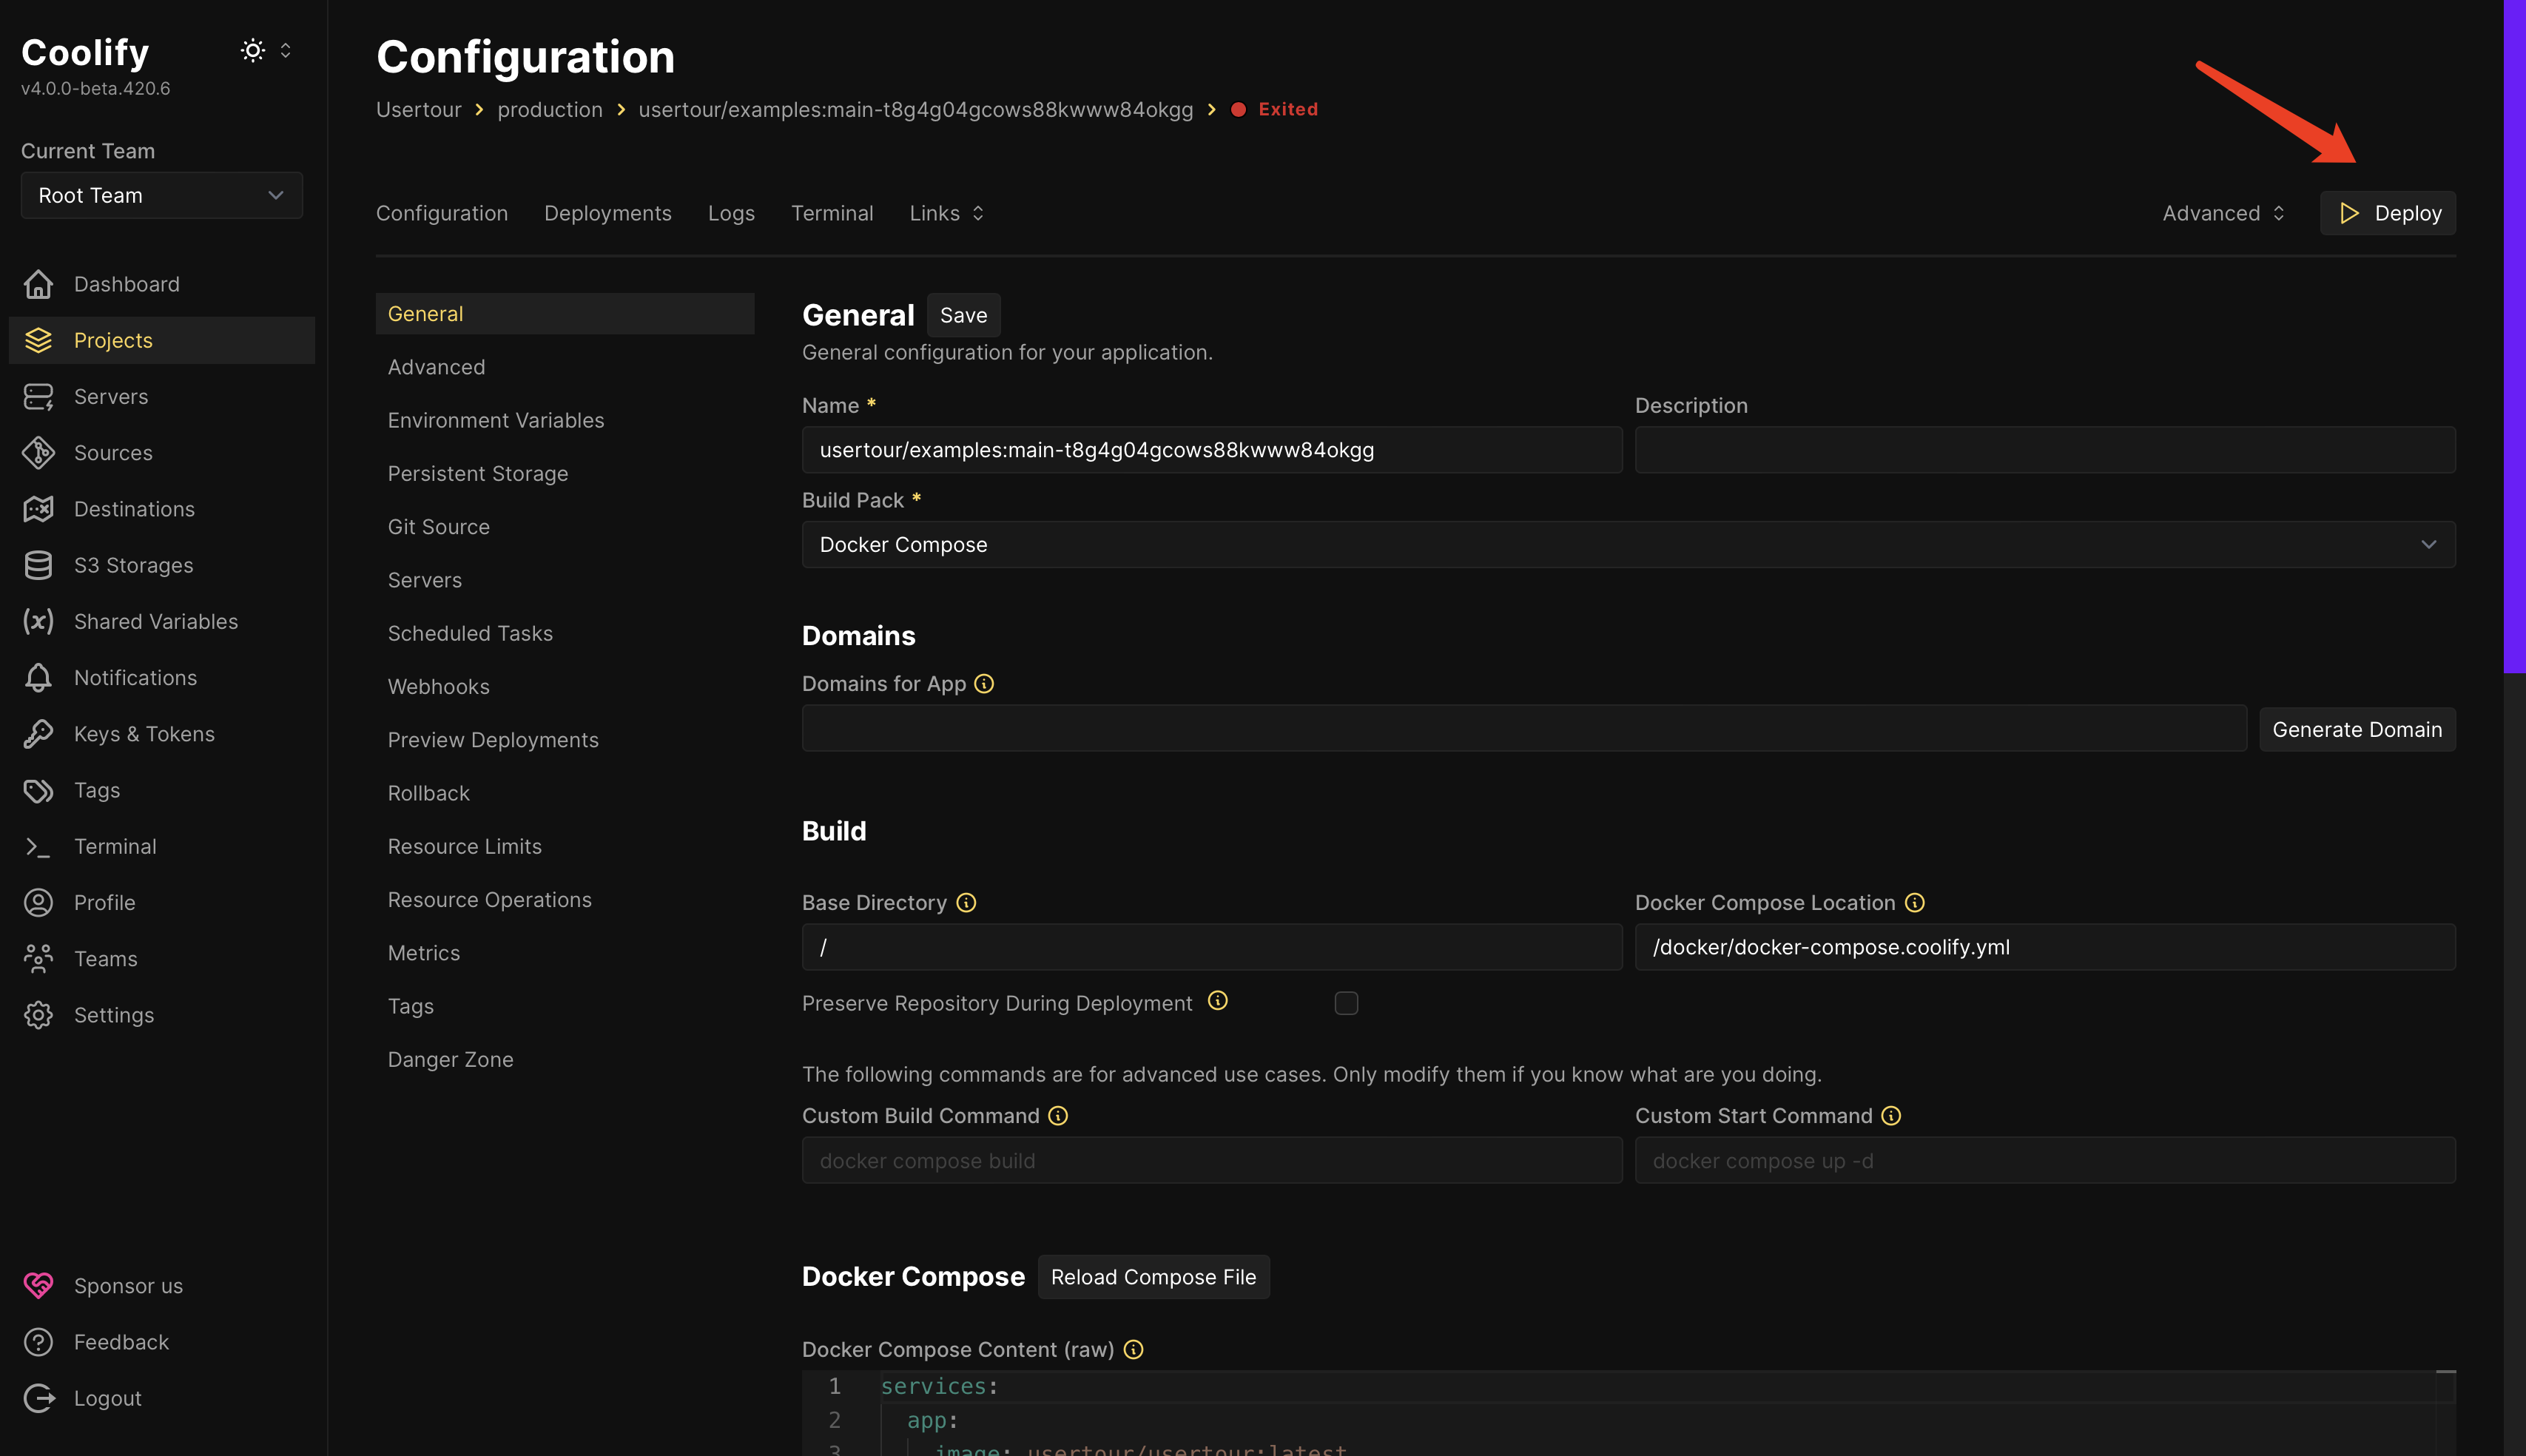 Coolify
v4.0.0-beta.420.6
Current Team
Root Team
Dashboard
Projects
Servers
Sources
Destinations
S3 Storages
Shared Variables
Notifications
Keys & Tokens
Tags
Terminal
Profile
Teams
Settings
Sponsor us
Feedback
Logout
Configuration
Usertour > production > usertour/examples:main-t8g4g04gcows88kwww84okgg > Exited
Configuration Deployments Logs Terminal Links Advanced Deploy
General
Advanced
Environment Variables
Persistent Storage
Git Source
Servers
Scheduled Tasks
Webhooks
Preview Deployments
Rollback
Resource Limits
Resource Operations
Metrics
Tags
Danger Zone
General Save
General configuration for your application.
Name * Description
usertour/examples:main-t8g4g04gcows88kwww84okgg
Build Pack *
Docker Compose
Domains
Domains for App
Generate Domain
Build
Base Directory Docker Compose Location
/ /docker/docker-compose.coolify.yml
Preserve Repository During Deployment
The following commands are for advanced use cases. Only modify them if you know what are you doing.
Custom Build Command Custom Start Command
docker compose build docker compose up -d
Docker Compose Reload Compose File
Docker Compose Content (raw)
1 services:
2 app:
3 image: usertour/usertour:latest